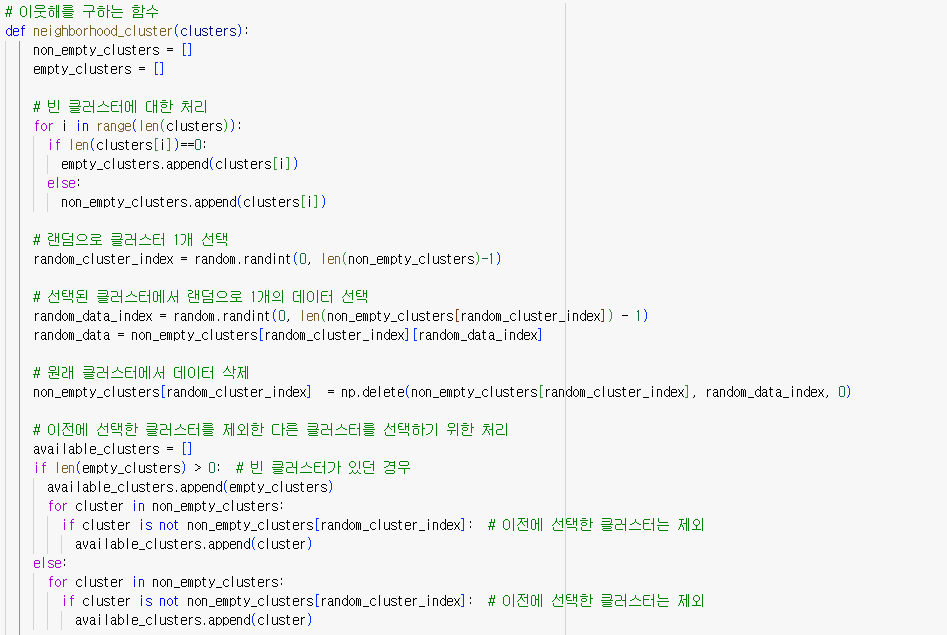 # 이웃해를 구하는 함수
def neighborhood_cluster(clusters):
    non_empty_clusters = []
    empty_clusters = []
    # 빈 클러스터에 대한 처리
    for i in range(len(clusters)):
      if len(clusters[i])==0:
        empty_clusters.append(clusters[i])
      else:
        non_empty_clusters.append(clusters[i])
    # 랜덤으로 클러스터 1개 선택
    random_cluster_index = random.randint(0, len(non_empty_clusters)-1)
    # 선택된 클러스터에서 랜덤으로 1개의 데이터 선택
    random_data_index = random.randint(0, len(non_empty_clusters[random_cluster_index]) - 1)
    random_data = non_empty_clusters[random_cluster_index][random_data_index]
    # 원래 클러스터에서 데이터 삭제
    non_empty_clusters[random_cluster_index]  = np.delete(non_empty_clusters[random_cluster_index], random_data_index, 0)
    # 이전에 선택한 클러스터를 제외한 다른 클러스터를 선택하기 위한 처리
    available_clusters = []
    if len(empty_clusters) > 0:  # 빈 클러스터가 있던 경우
      available_clusters.append(empty_clusters)
      for cluster in non_empty_clusters:
        if cluster is not non_empty_clusters[random_cluster_index]:  # 이전에 선택한 클러스터는 제외
          available_clusters.append(cluster)
    else:
      for cluster in non_empty_clusters:
        if cluster is not non_empty_clusters[random_cluster_index]:  # 이전에 선택한 클러스터는 제외
          available_clusters.append(cluster)